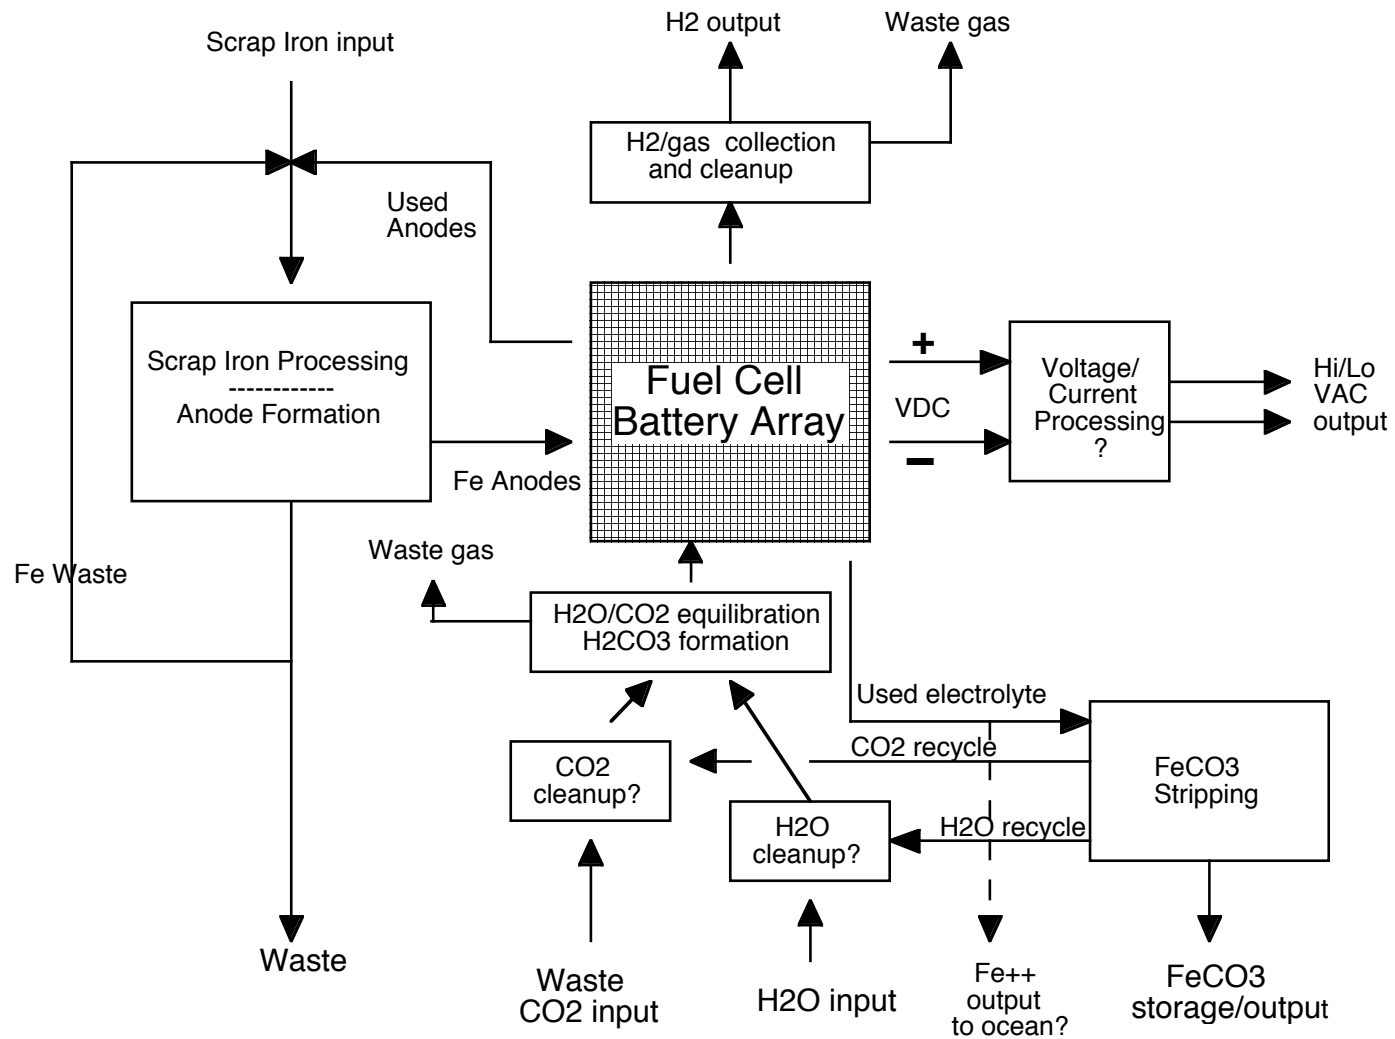 H2 output
Waste gas
Scrap Iron input
H2/gas  collection
and cleanup
Used
Anodes
Scrap Iron Processing
------------
Anode Formation
Fuel Cell
Battery Array
+
VDC
−
Voltage/
Current
Processing
?
Hi/Lo
VAC
output
Fe Anodes
Waste gas
Fe Waste
H2O/CO2 equilibration
H2CO3 formation
Used electrolyte
CO2 recycle
CO2
cleanup?
FeCO3
Stripping
H2O
cleanup?
H2O recycle
Waste
Waste
CO2 input
H2O input
Fe++
output
to ocean?
FeCO3
storage/output